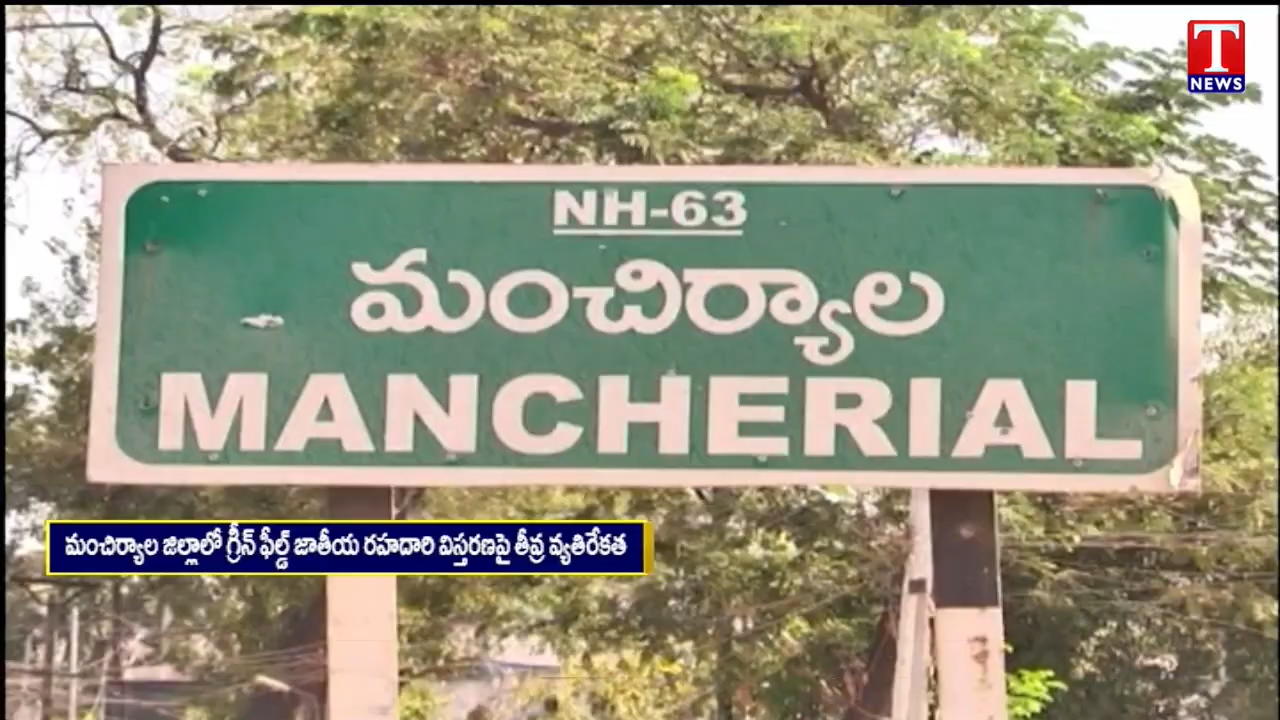 T
NEWS
NH-63
మంచిర్యాల
MANCHERIAL
మంచిర్యాల జిల్లాలో గ్రీన్ ఫీల్డ్ జాతీయ రహదారి విస్తరణపై తీవ్ర వ్యతిరేకత